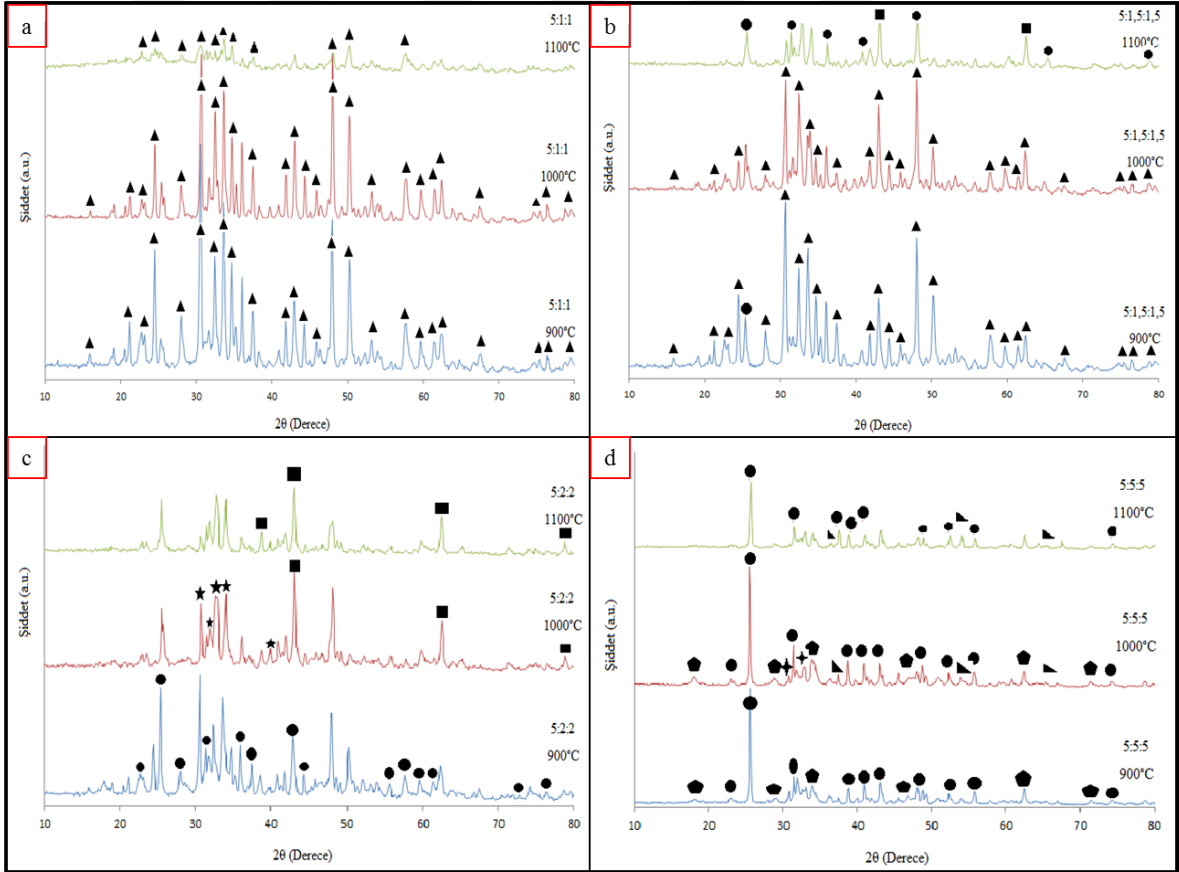 a
5:1:1
1100°C
5:1:1
1000°C
5:1:1
900°C
Şiddet (a.u.)
10 20 30 40 50 60 70 80
2θ (Derece)
b
5:1,5:1,5
1100°C
5:1,5:1,5
1000°C
5:1,5:1,5
900°C
Şiddet (a.u.)
10 20 30 40 50 60 70 80
2θ (Derece)
c
5:2:2
1100°C
5:2:2
1000°C
5:2:2
900°C
Şiddet (a.u.)
10 20 30 40 50 60 70 80
2θ (Derece)
d
5:5:5
1100°C
5:5:5
1000°C
5:5:5
900°C
Şiddet (a.u.)
10 20 30 40 50 60 70 80
2θ (Derece)